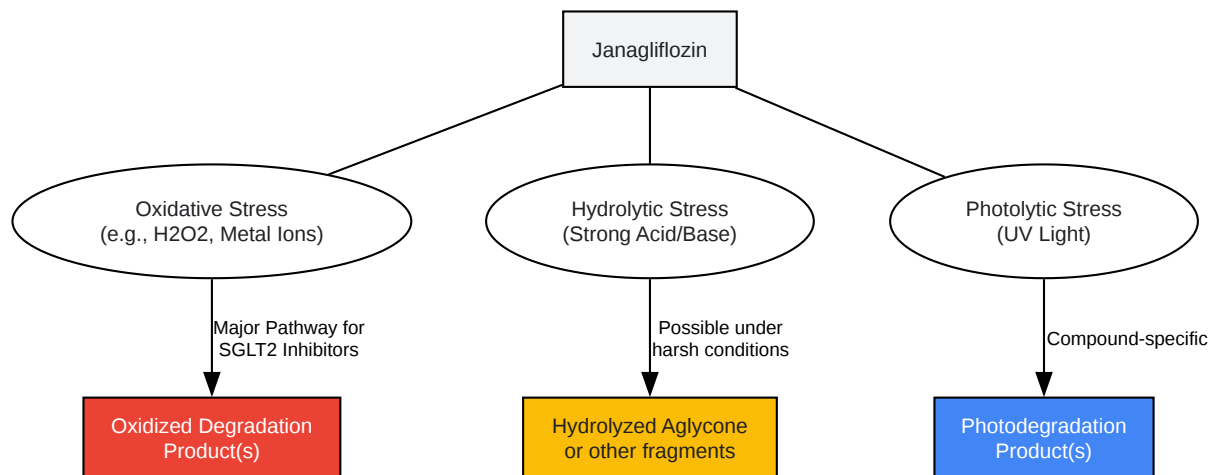 Janagliflozin
Oxidative Stress
(e.g., H2O2, Metal Ions)
Hydrolytic Stress
(Strong Acid/Base)
Photolytic Stress
(UV Light)
Major Pathway for
SGLT2 Inhibitors
Possible under
harsh conditions
Compound-specific
Oxidized Degradation
Product(s)
Hydrolyzed Aglycone
or other fragments
Photodegradation
Product(s)